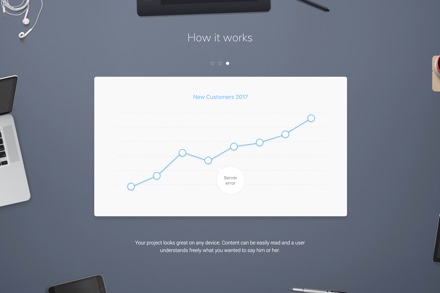 How it works
New Customers 2017
Server
error
Your project looks great on any device. Content can be easily read and a user
understands freely what you wanted to say him or her.